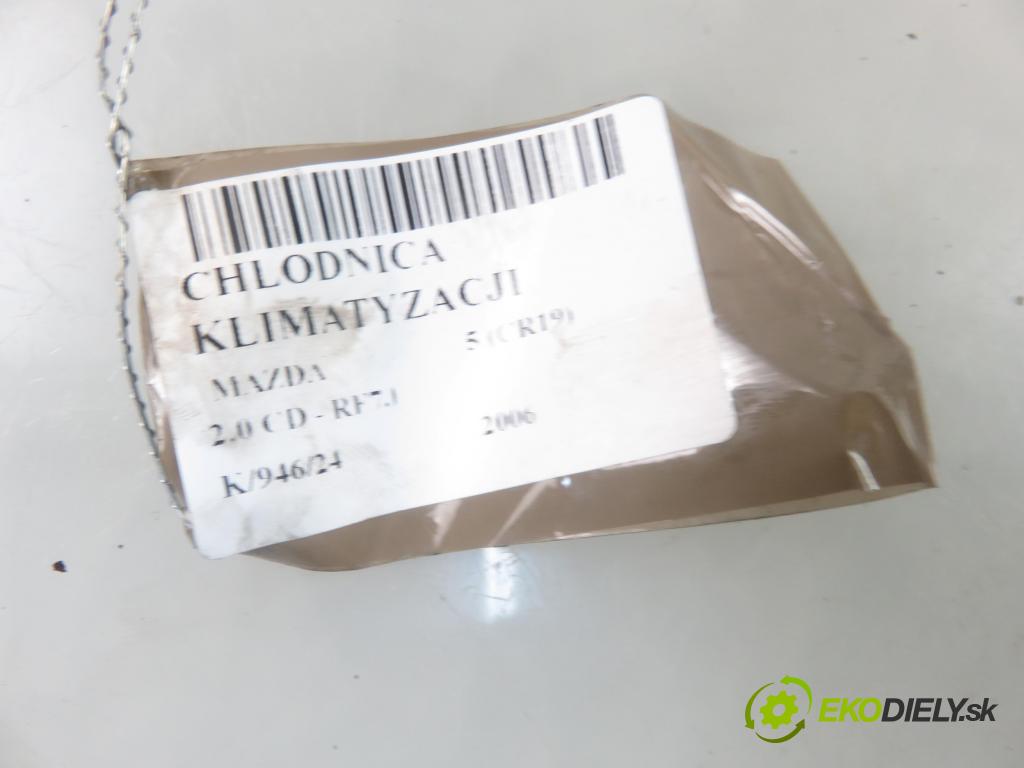 CHLODNICA
KLIMATYZACJI
MAZDA 5 (CR19)
2.0 CD - RF7J
K/946/24 2006
EKODIELY.sk